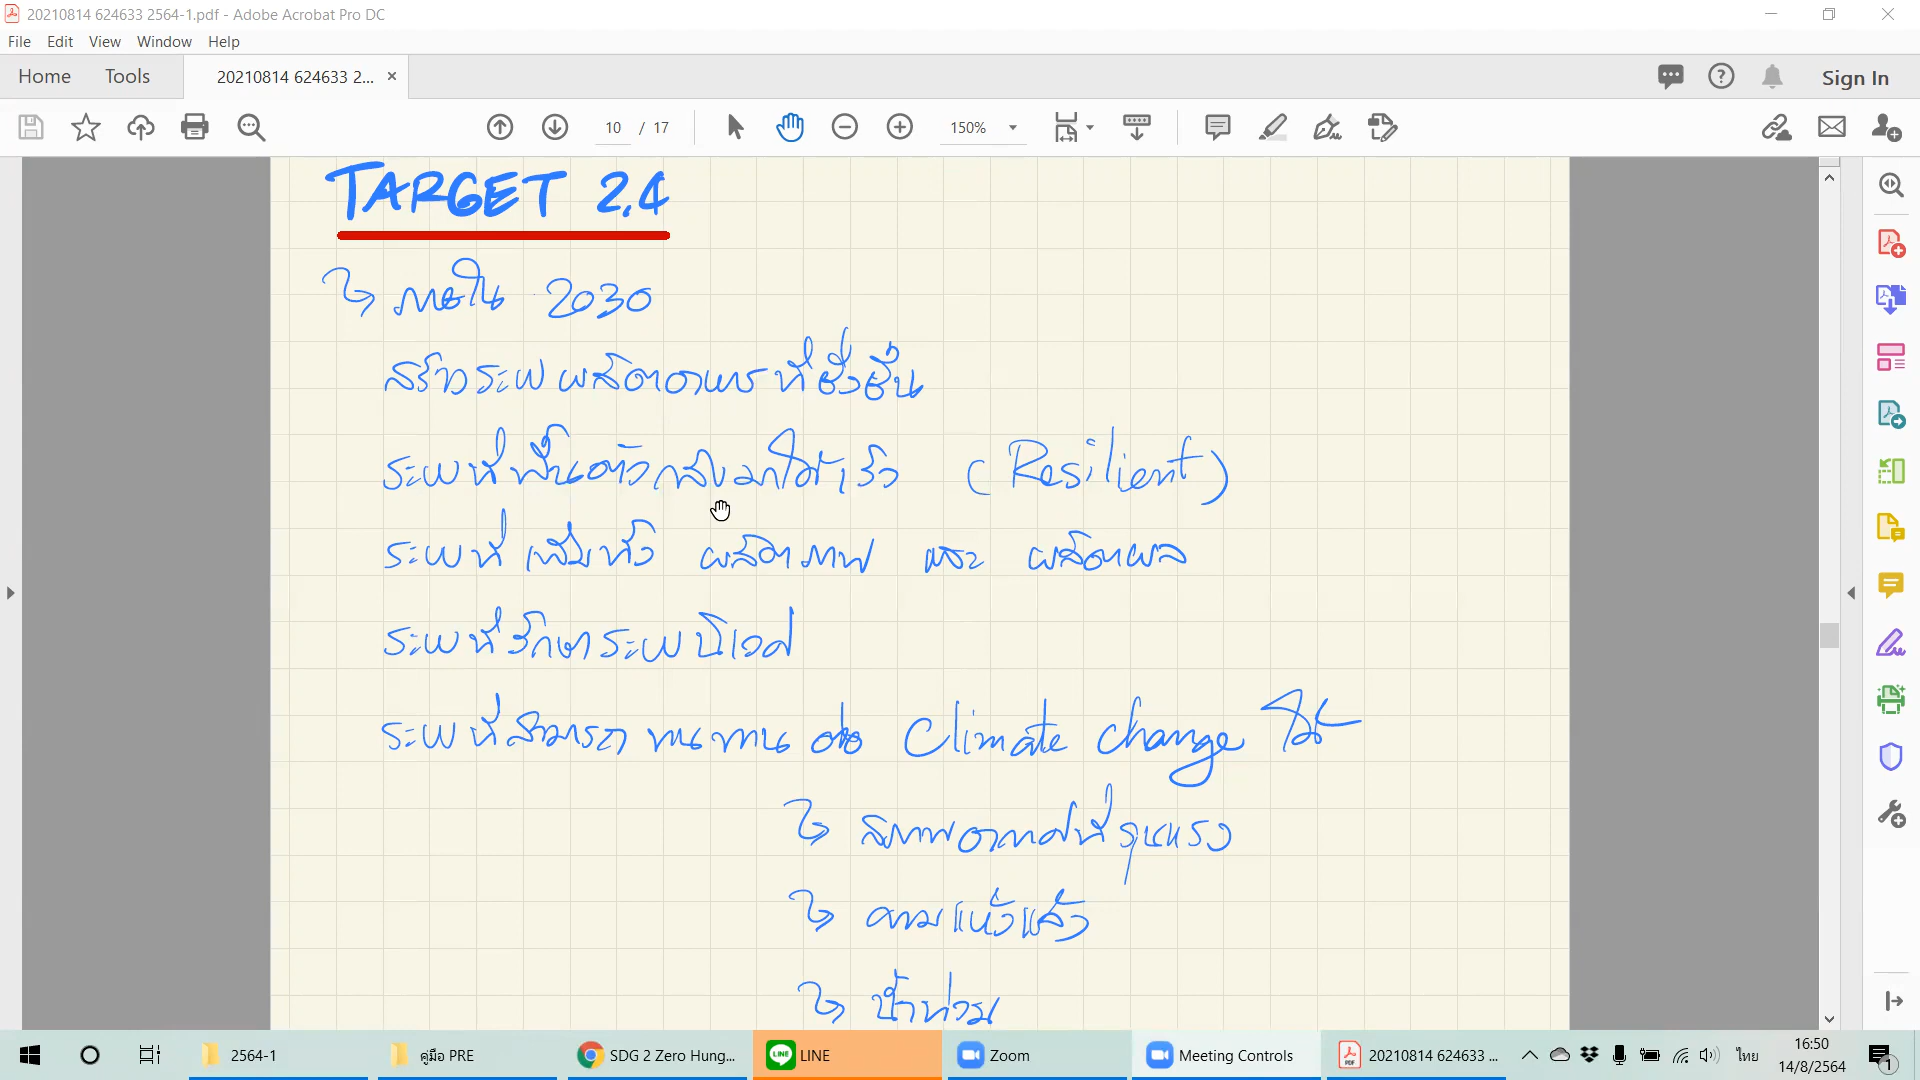 20210814 624633 2564-1.pdf - Adobe Acrobat Pro DC
File Edit View Window Help
Home Tools 20210814 624633 2... × Sign In
10 / 17 150%
TARGET 2.4
ภายใน 2030
สร้างระบบผลิตอาหารที่ยั่งยืน
ระบบที่ฟื้นตัวกลับมาได้เร็ว (Resilient)
ระบบที่เพิ่มทั้ง ผลิตภาพ และ ผลิตผล
ระบบที่รักษาระบบนิเวศ
ระบบที่สามารถ ทนทาน ต่อ Climate change ได้
สภาพอากาศที่รุนแรง
ความแห้งแล้ง
น้ำท่วม
2564-1 คู่มือ PRE SDG 2 Zero Hung... LINE Zoom Meeting Controls 20210814 624633 ... ไทย 16:50
14/8/2564 1